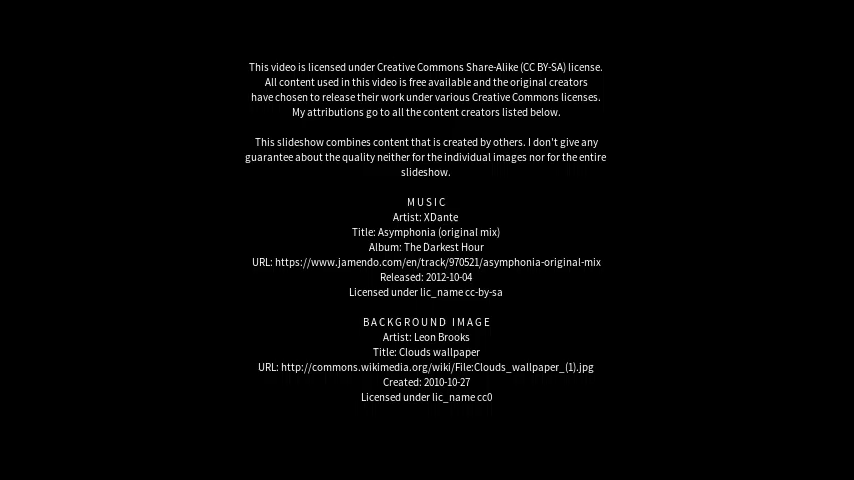 This video is licensed under Creative Commons Share-Alike (CC BY-SA) license.
All content used in this video is free available and the original creators
have chosen to release their work under various Creative Commons licenses.
My attributions go to all the content creators listed below.
This slideshow combines content that is created by others. I don't give any
guarantee about the quality neither for the individual images nor for the entire
slideshow.
MUSIC
Artist: XDante
Title: Asymphonia (original mix)
Album: The Darkest Hour
URL: https://www.jamendo.com/en/track/970521/asymphonia-original-mix
Released: 2012-10-04
Licensed under lic_name cc-by-sa
BACKGROUND IMAGE
Artist: Leon Brooks
Title: Clouds wallpaper
URL: http://commons.wikimedia.org/wiki/File:Clouds_wallpaper_(1).jpg
Created: 2010-10-27
Licensed under lic_name cc0